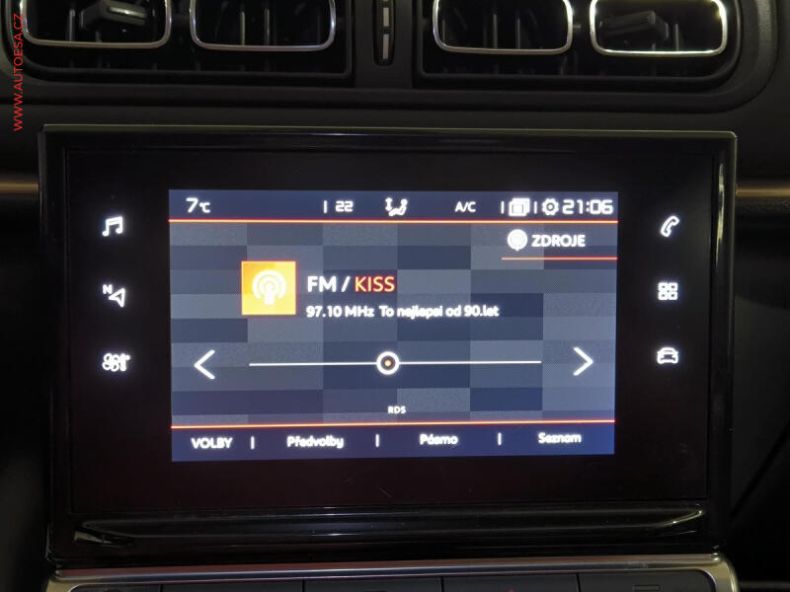 WWW.AUTOESA.CZ
7°C 22 A/C 21:06
ZDROJE
FM / KISS
97.10 MHz To nejlepsi od 90.let
RDS
VOLBY | Předvolby | Pásmo | Seznam
N